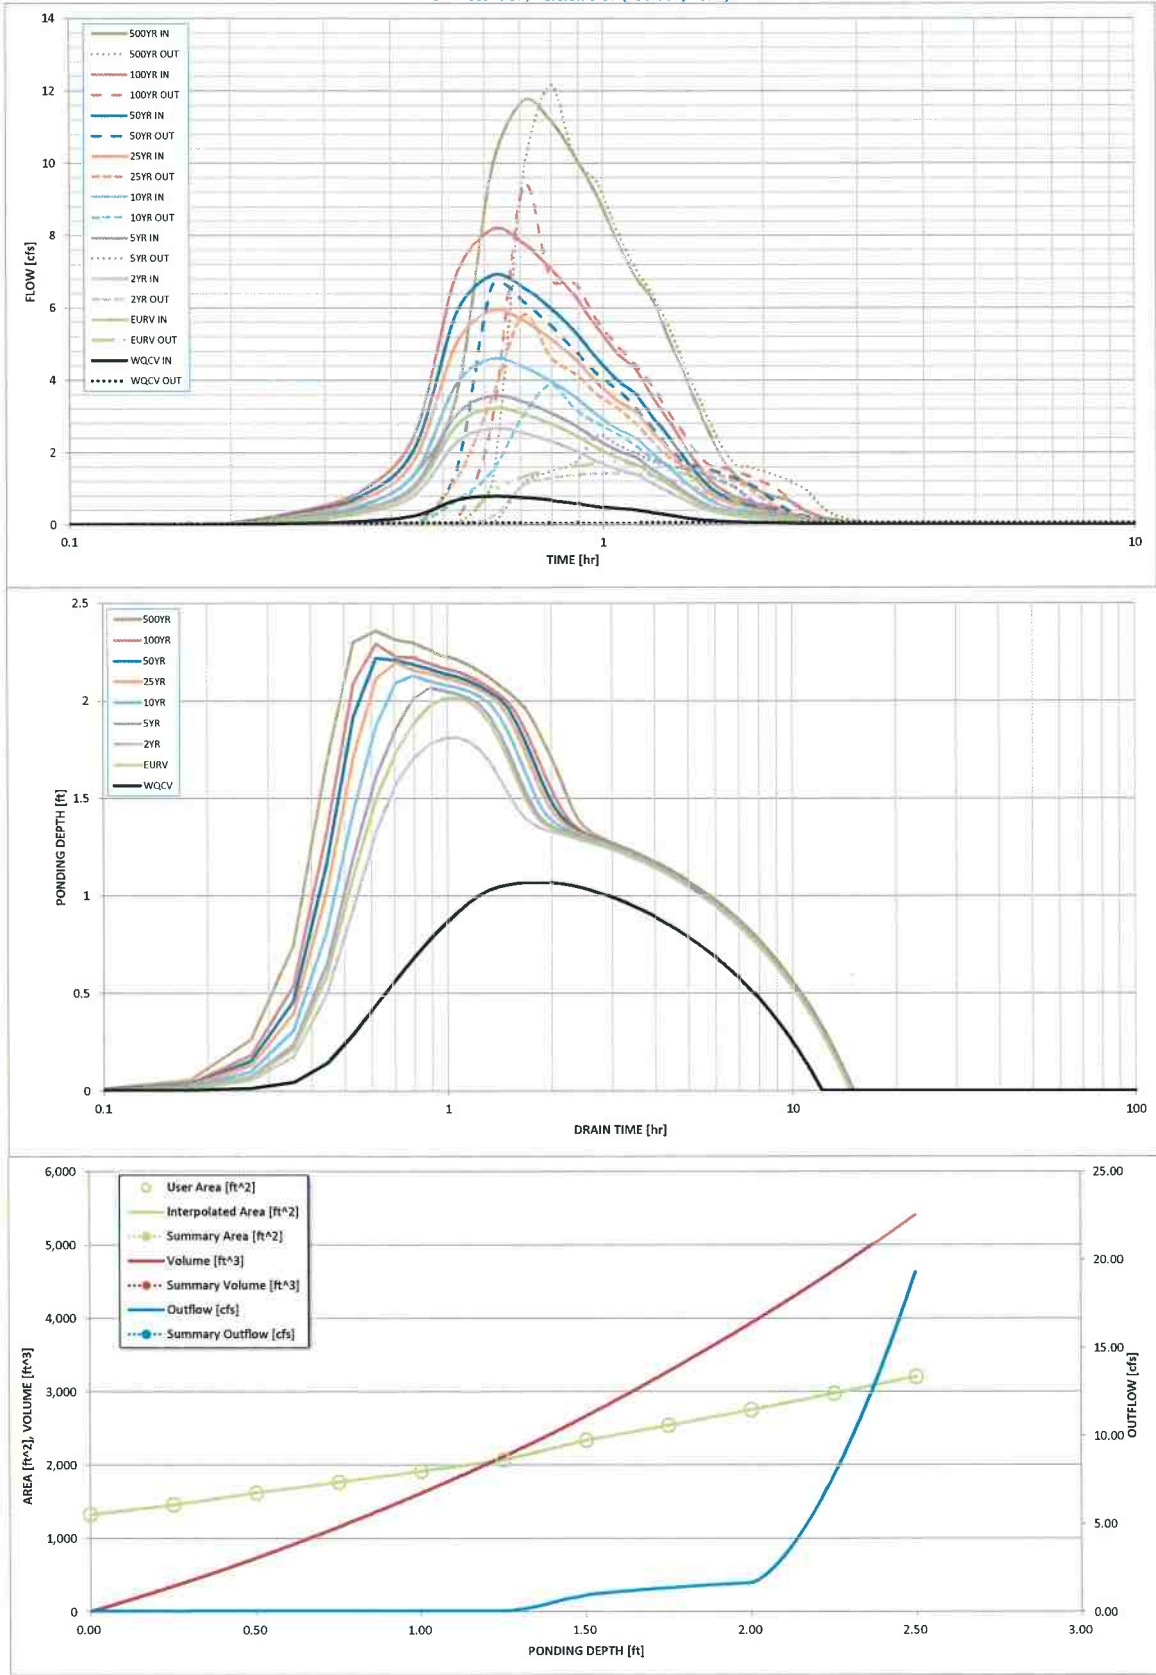 14
12
10
8
6
4
2
0
FLOW [cfs]
500YR IN
500YR OUT
100YR IN
100YR OUT
50YR IN
50YR OUT
25YR IN
25YR OUT
10YR IN
10YR OUT
5YR IN
5YR OUT
2YR IN
2YR OUT
EURV IN
EURV OUT
WQCV IN
WQCV OUT
0.1
1
10
TIME [hr]
2.5
2
1.5
1
0.5
0
PONDING DEPTH [ft]
500YR
100YR
50YR
25YR
10YR
5YR
2YR
EURV
WQCV
0.1
1
10
100
DRAIN TIME [hr]
6,000
5,000
4,000
3,000
2,000
1,000
0
AREA [ft^2], VOLUME [ft^3]
User Area [ft^2]
Interpolated Area [ft^2]
Summary Area [ft^2]
Volume [ft^3]
Summary Volume [ft^3]
Outflow [cfs]
Summary Outflow [cfs]
25.00
20.00
15.00
10.00
5.00
0.00
OUTFLOW [cfs]
0.00
0.50
1.00
1.50
2.00
2.50
3.00
PONDING DEPTH [ft]